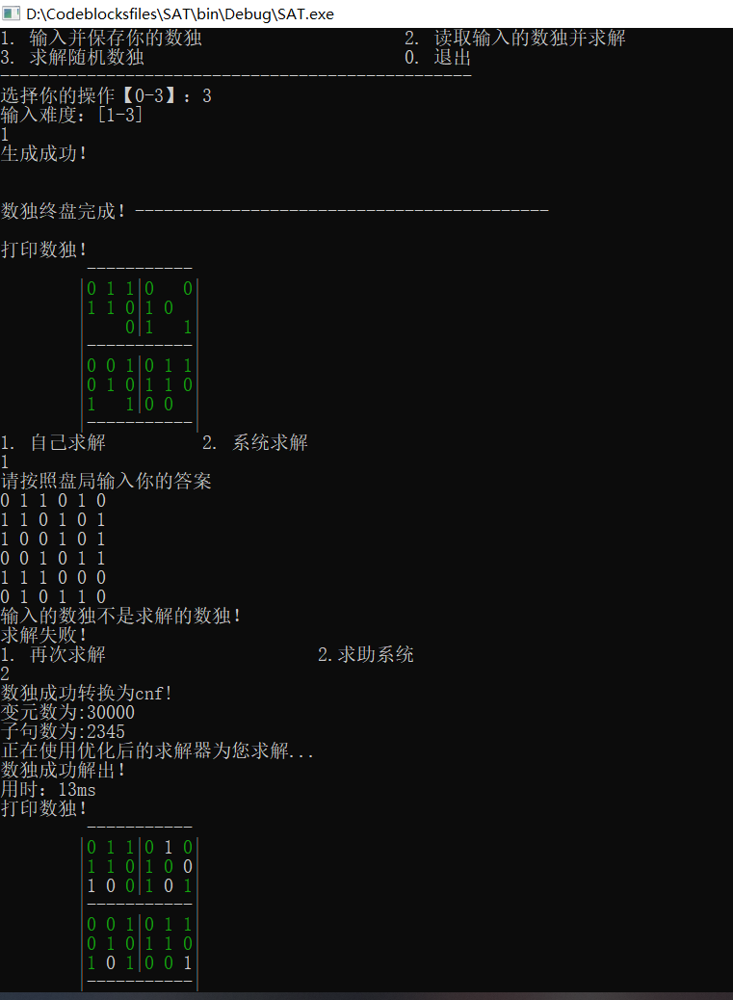 D:\Codeblocksfiles\SAT\bin\Debug\SAT.exe
1. 输入并保存你的数独 2. 读取输入的数独并求解
3. 求解随机数独 0. 退出
-------------------------------------------------
选择你的操作【0-3】：3
输入难度：[1-3]
1
生成成功！
数独终盘完成！-------------------------------------------
打印数独！
-----------
|0 1 1|0   0|
|1 1 0|1 0  |
|    0|1   1|
|-----------|
|0 0 1|0 1 1|
|0 1 0|1 1 0|
|1   1|0 0  |
|-----------|
1. 自己求解 2. 系统求解
1
请按照盘局输入你的答案
0 1 1 0 1 0
1 1 0 1 0 1
1 0 0 1 0 1
0 0 1 0 1 1
1 1 1 0 0 0
0 1 0 1 1 0
输入的数独不是求解的数独！
求解失败！
1. 再次求解 2.求助系统
2
数独成功转换为cnf!
变元数为:30000
子句数为:2345
正在使用优化后的求解器为您求解...
数独成功解出！
用时：13ms
打印数独！
-----------
|0 1 1|0 1 0|
|1 1 0|1 0 0|
|1 0 0|1 0 1|
|-----------|
|0 0 1|0 1 1|
|0 1 0|1 1 0|
|1 0 1|0 0 1|
|-----------|